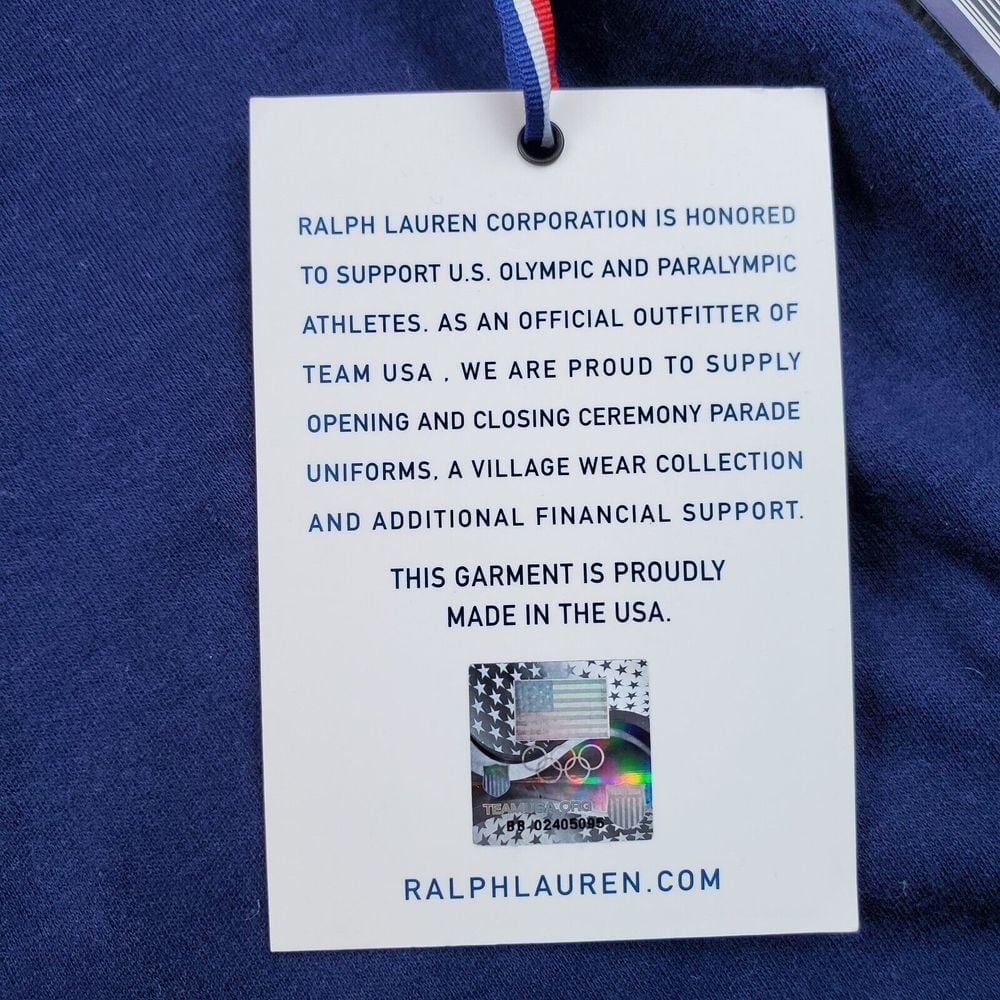 RALPH LAUREN CORPORATION IS HONORED
TO SUPPORT U.S. OLYMPIC AND PARALYMPIC
ATHLETES. AS AN OFFICIAL OUTFITTER OF
TEAM USA , WE ARE PROUD TO SUPPLY
OPENING AND CLOSING CEREMONY PARADE
UNIFORMS, A VILLAGE WEAR COLLECTION
AND ADDITIONAL FINANCIAL SUPPORT.
THIS GARMENT IS PROUDLY
MADE IN THE USA.
TEAMUSA.ORG
BB 02405095
RALPHLAUREN.COM